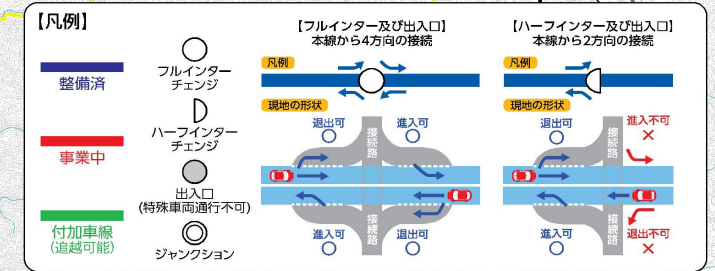 【凡例】
整備済
事業中
付加車線
(追越可能)
フルインター
チェンジ
ハーフインター
チェンジ
出入口
(特殊車両通行不可)
ジャンクション
【フルインター及び出入口】
本線から4方向の接続
凡例
現地の形状
退出可
接続路
進入可
進入可
接続路
退出可
【ハーフインター及び出入口】
本線から2方向の接続
凡例
現地の形状
退出可
接続路
進入不可
進入可
接続路
退出不可